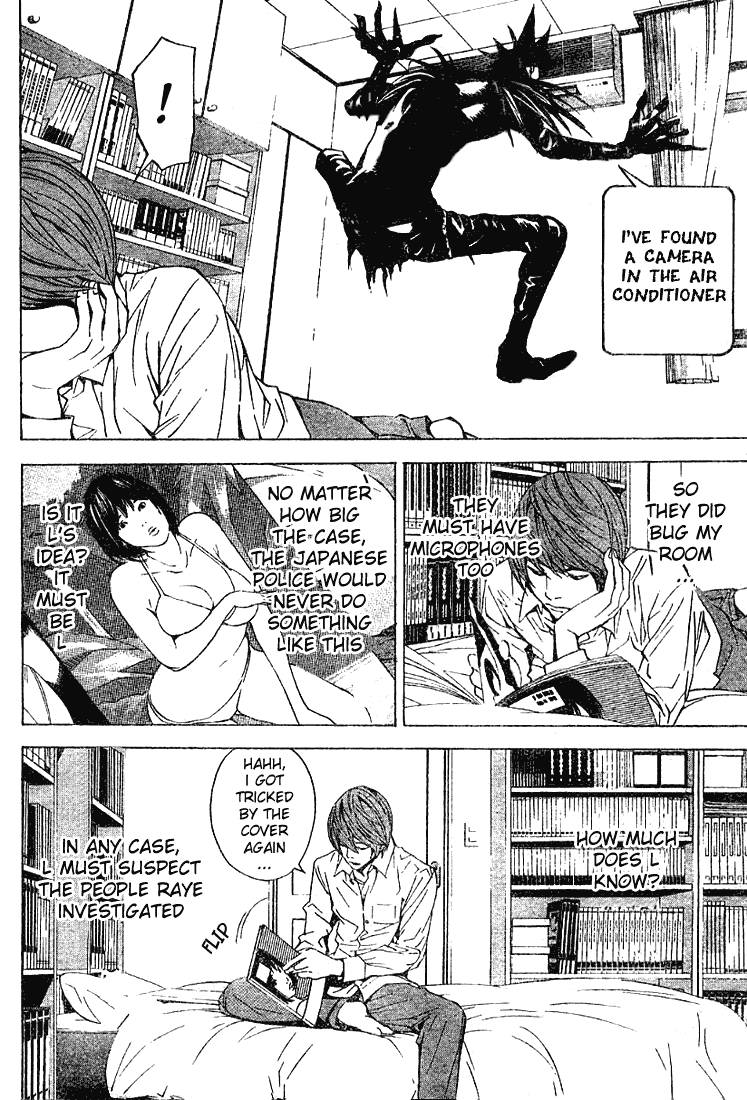 !
I'VE FOUND
A CAMERA
IN THE AIR
CONDITIONER
SO
THEY DID
BUG MY
ROOM
...
THEY
MUST HAVE
MICROPHONES
TOO
NO MATTER
HOW BIG
THE CASE,
THE JAPANESE
POLICE WOULD
NEVER DO
SOMETHING
LIKE THIS
IS IT
L'S
IDEA?
IT
MUST
BE
L
HOW MUCH
DOES L
KNOW?
HAHH,
I GOT
TRICKED
BY THE
COVER
AGAIN
...
FLIP
IN ANY CASE,
L MUST SUSPECT
THE PEOPLE RAYE
INVESTIGATED